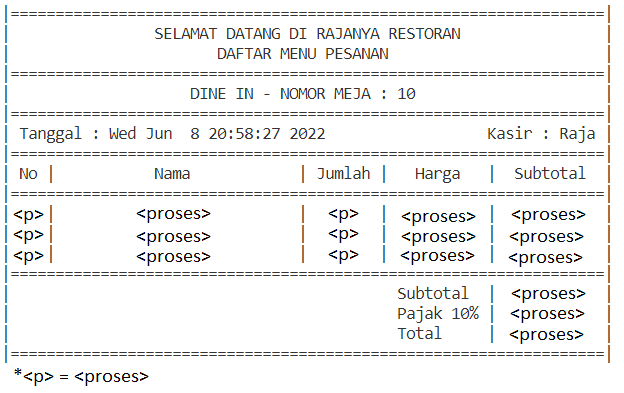 |==================================================================|
SELAMAT DATANG DI RAJANYA RESTORAN
DAFTAR MENU PESANAN
|==================================================================|
DINE IN - NOMOR MEJA : 10
|==================================================================|
Tanggal : Wed Jun  8 20:58:27 2022 Kasir : Raja |
|==================================================================|
| No | Nama | Jumlah | Harga | Subtotal |
|==================================================================|
|<p>| <proses> | <p> | <proses> | <proses> |
|<p>| <proses> | <p> | <proses> | <proses> |
|<p>| <proses> | <p> | <proses> | <proses> |
|==================================================================|
| Subtotal | <proses> |
| Pajak 10% | <proses> |
| Total | <proses> |
|==================================================================|
*<p> = <proses>